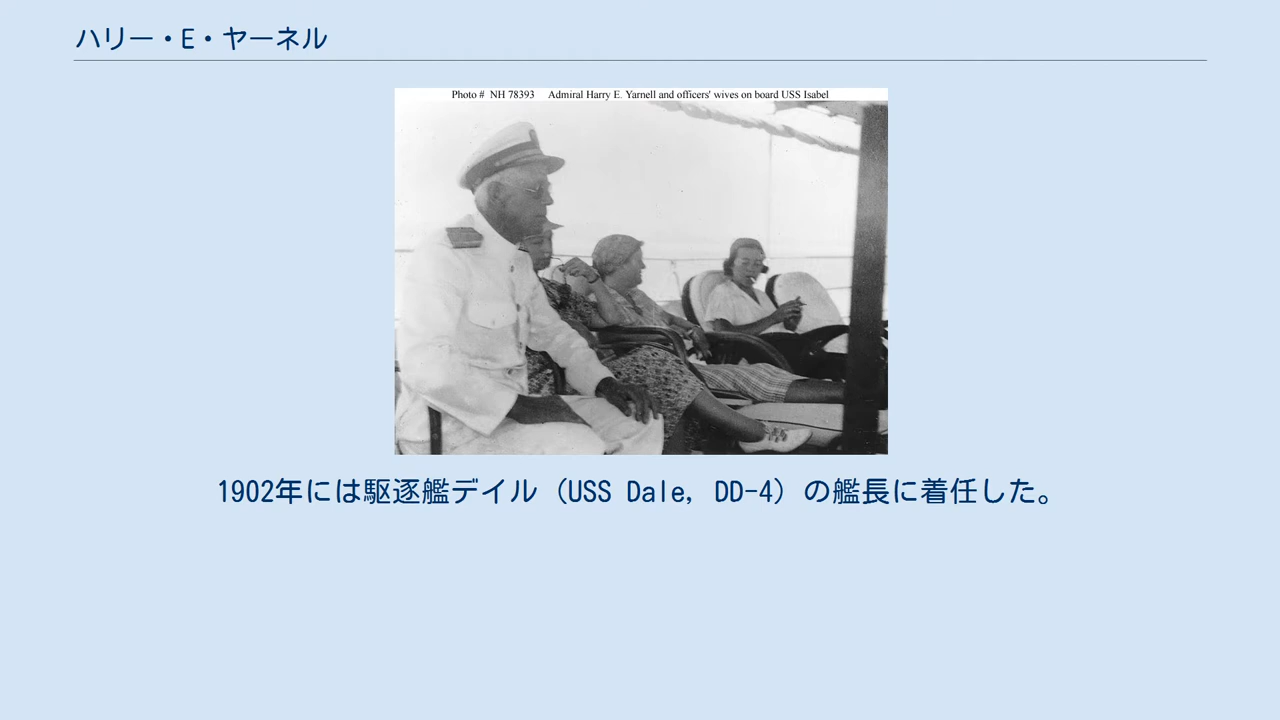 ハリー・E・ヤーネル
Photo # NH 78393 Admiral Harry E. Yarnell and officers' wives on board USS Isabel
1902年には駆逐艦デイル（USS Dale, DD-4）の艦長に着任した。